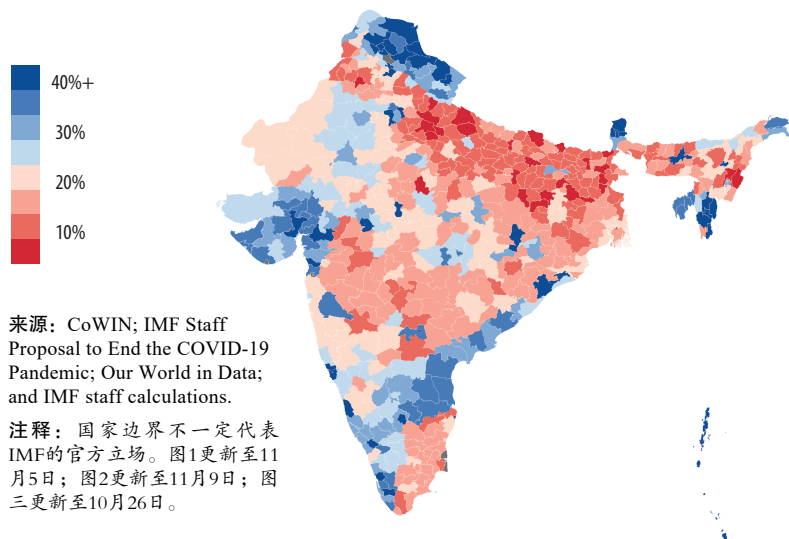 40%+
30%
20%
10%
来源：CoWIN; IMF Staff
Proposal to End the COVID-19
Pandemic; Our World in Data;
and IMF staff calculations.
注释：国家边界不一定代表
IMF的官方立场。图1更新至11
月5日；图2更新至11月9日；图
三更新至10月26日。